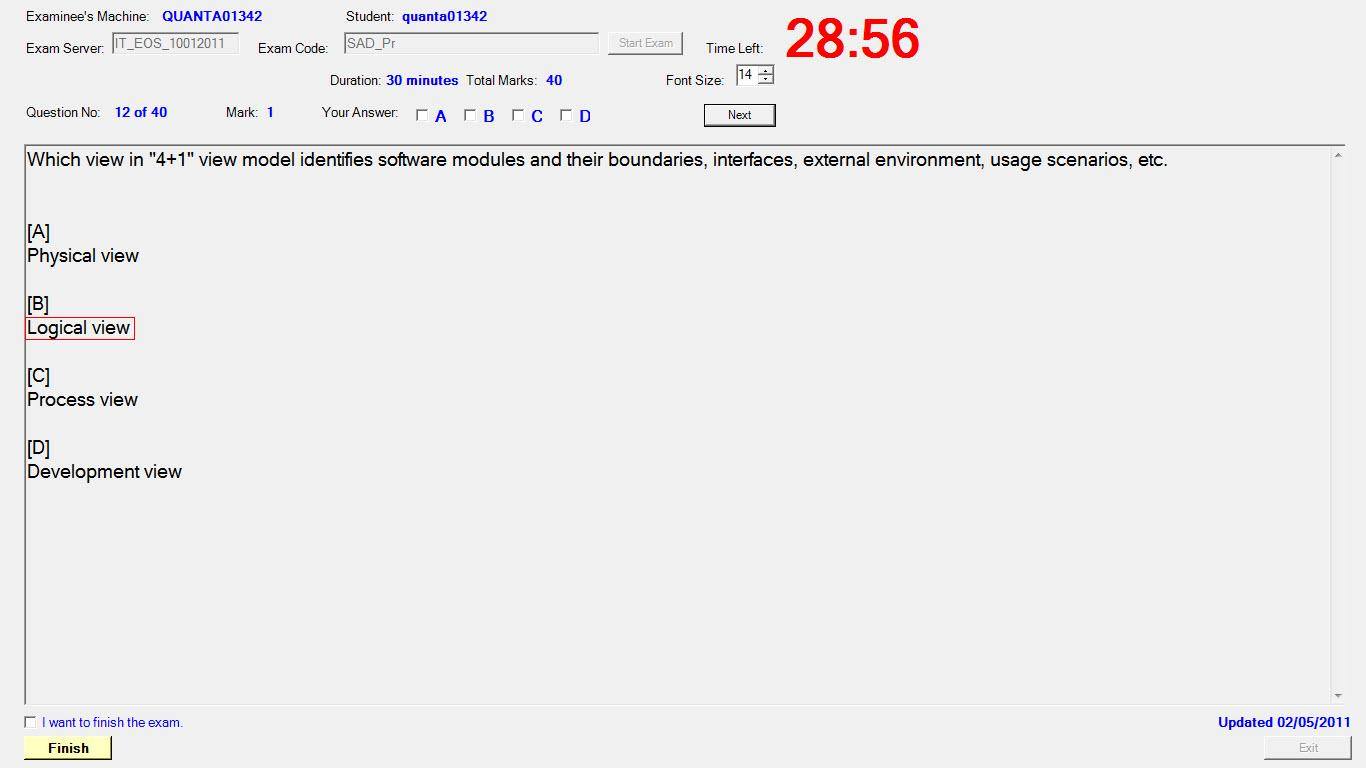 Examinee's Machine: QUANTA01342 Student: quanta01342
Exam Server: IT_EOS_10012011 Exam Code: SAD_Pr Start Exam Time Left: 28:56
Duration: 30 minutes Total Marks: 40 Font Size: 14
Question No: 12 of 40 Mark: 1 Your Answer: A B C D Next
Which view in "4+1" view model identifies software modules and their boundaries, interfaces, external environment, usage scenarios, etc.
[A]
Physical view
[B]
Logical view
[C]
Process view
[D]
Development view
I want to finish the exam. Updated 02/05/2011
Finish Exit